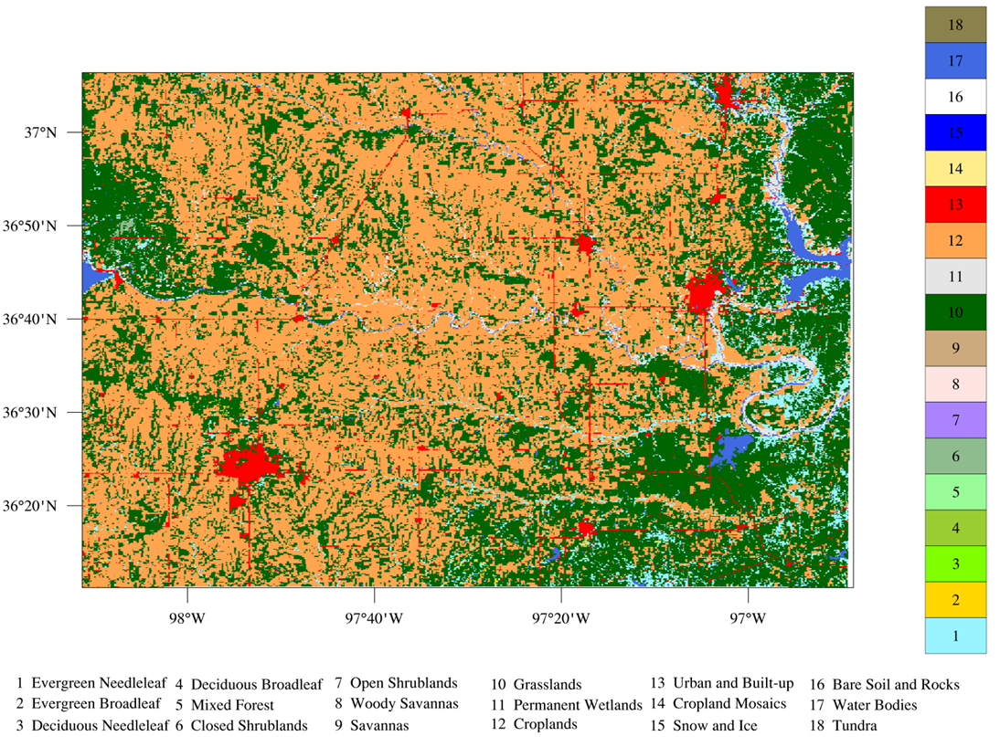 18
17
16
15
14
13
12
11
10
9
8
7
6
5
4
3
2
1
37°N
36°50'N
36°40'N
36°30'N
36°20'N
98°W 97°40'W 97°20'W 97°W
1 Evergreen Needleleaf 4 Deciduous Broadleaf 7 Open Shrublands 10 Grasslands 13 Urban and Built-up 16 Bare Soil and Rocks
2 Evergreen Broadleaf 5 Mixed Forest 8 Woody Savannas 11 Permanent Wetlands 14 Cropland Mosaics 17 Water Bodies
3 Deciduous Needleleaf 6 Closed Shrublands 9 Savannas 12 Croplands 15 Snow and Ice 18 Tundra